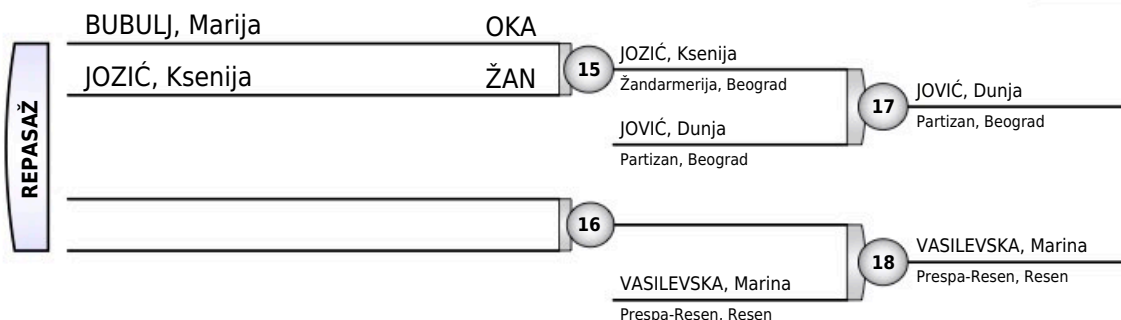 REPASAŽ
BUBULJ, Marija OKA
JOZIĆ, Ksenija ŽAN
15
JOZIĆ, Ksenija
Žandarmerija, Beograd
JOVIĆ, Dunja
Partizan, Beograd
17
JOVIĆ, Dunja
Partizan, Beograd
16
VASILEVSKA, Marina
Prespa-Resen, Resen
18
VASILEVSKA, Marina
Prespa-Resen, Resen